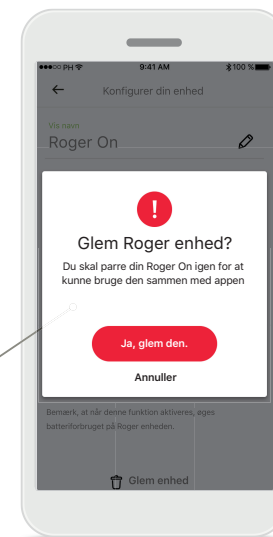 PH 9:41 AM 100 %
Konfigurer din enhed
Vis navn
Roger On
!
Glem Roger enhed?
Du skal parre din Roger On igen for at
kunne bruge den sammen med appen
Ja, glem den.
Annuller
Bemærk, at når denne funktion aktiveres, øges
batteriforbruget på Roger enheden.
Glem enhed